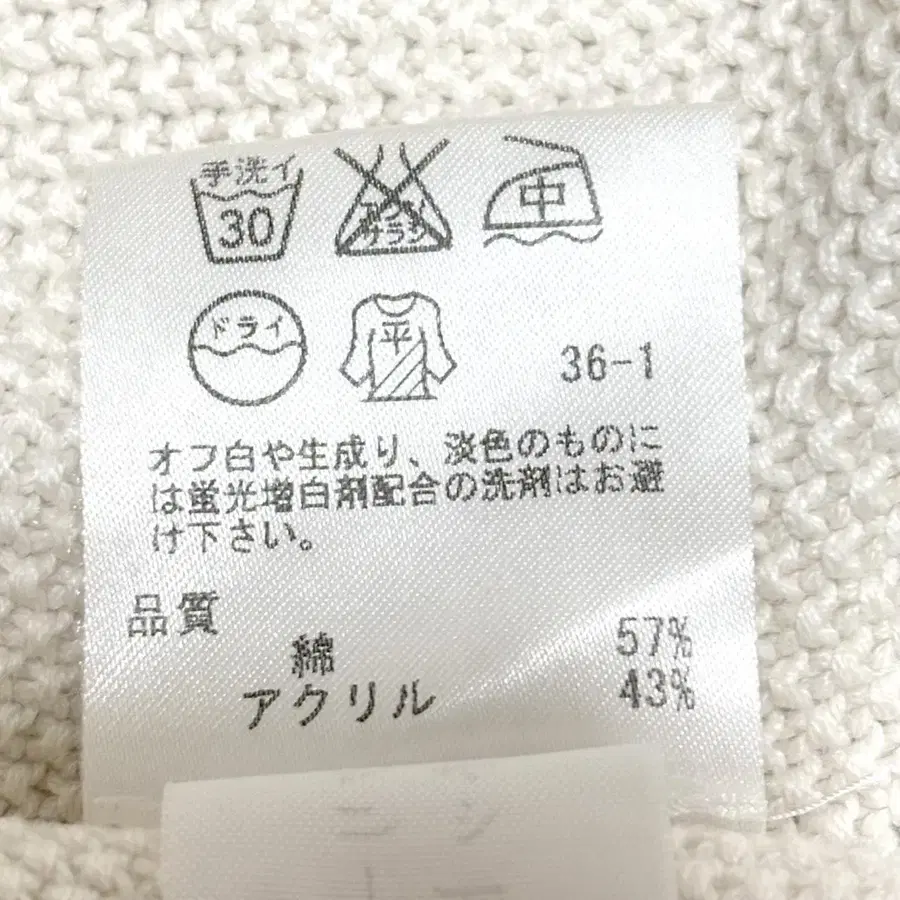 手洗イ
30
エンソ
サラシ
中
ドライ
平
36-1
オフ白や生成り、淡色のものに
は蛍光増白剤配合の洗剤はお避
け下さい。
品質
綿 57%
アクリル 43%